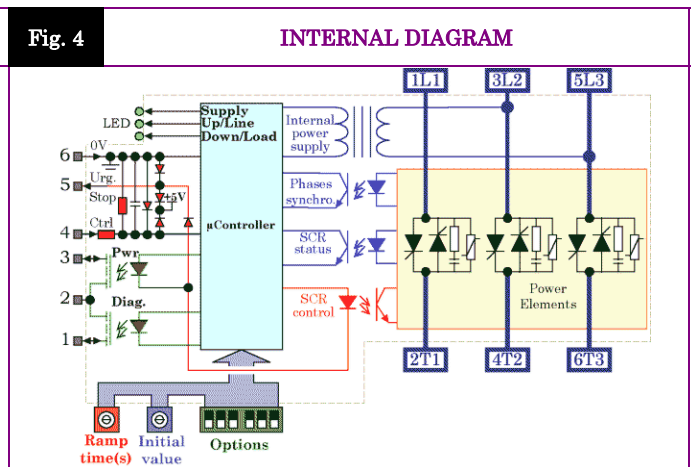 Fig. 4
INTERNAL DIAGRAM
1L1
3L2
5L3
Supply
LED
Up/Line
Down/Load
Internal
power
supply
6
0V
5
Urg.
+5V
Stop
Phases
synchro.
µController
4
Ctrl
SCR
status
3
Pwr
2
Diag.
SCR
control
Power
Elements
1
2T1
4T2
6T3
Ramp
time(s)
Initial
value
Options